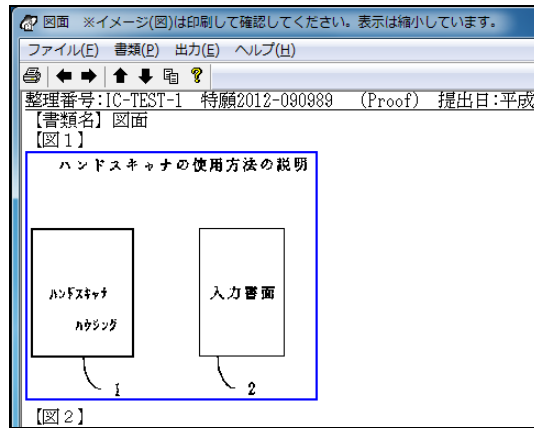 図面 ※イメージ(図)は印刷して確認してください。表示は縮小しています。
ファイル(F) 書類(P) 出力(E) ヘルプ(H)
整理番号:IC-TEST-1 特願2012-090989 (Proof) 提出日:平成
【書類名】図面
【図1】
ハンドスキャナの使用方法の説明
ハンドスキャナ
ハウジング
入力書面
1
2
【図2】